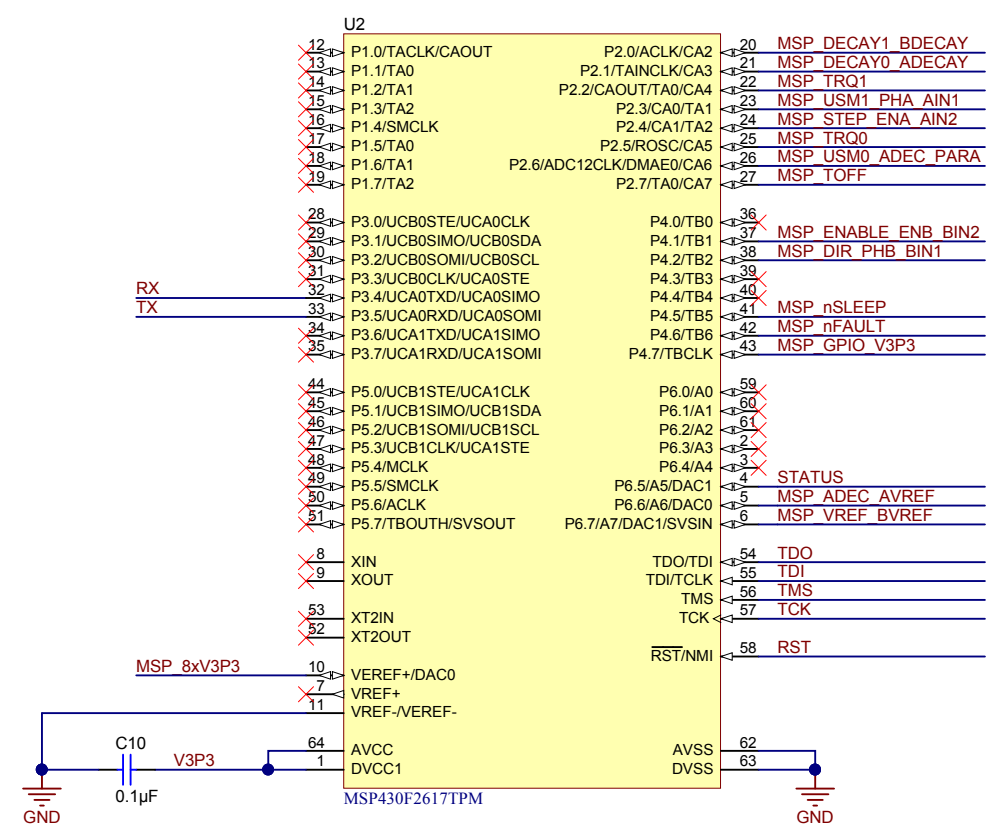 U2
12 P1.0/TACLK/CAOUT P2.0/ACLK/CA2 20 MSP_DECAY1_BDECAY
13 P1.1/TA0 P2.1/TAINCLK/CA3 21 MSP_DECAY0_ADECAY
14 P1.2/TA1 P2.2/CAOUT/TA0/CA4 22 MSP_TRQ1
15 P1.3/TA2 P2.3/CA0/TA1 23 MSP_USM1_PHA_AIN1
16 P1.4/SMCLK P2.4/CA1/TA2 24 MSP_STEP_ENA_AIN2
17 P1.5/TA0 P2.5/ROSC/CA5 25 MSP_TRQ0
18 P1.6/TA1 P2.6/ADC12CLK/DMAE0/CA6 26 MSP_USM0_ADEC_PARA
19 P1.7/TA2 P2.7/TA0/CA7 27 MSP_TOFF
28 P3.0/UCB0STE/UCA0CLK P4.0/TB0 36
29 P3.1/UCB0SIMO/UCB0SDA P4.1/TB1 37 MSP_ENABLE_ENB_BIN2
30 P3.2/UCB0SOMI/UCB0SCL P4.2/TB2 38 MSP_DIR_PHB_BIN1
31 P3.3/UCB0CLK/UCA0STE P4.3/TB3 39
RX 32 P3.4/UCA0TXD/UCA0SIMO P4.4/TB4 40
TX 33 P3.5/UCA0RXD/UCA0SOMI P4.5/TB5 41 MSP_nSLEEP
34 P3.6/UCA1TXD/UCA1SIMO P4.6/TB6 42 MSP_nFAULT
35 P3.7/UCA1RXD/UCA1SOMI P4.7/TBCLK 43 MSP_GPIO_V3P3
44 P5.0/UCB1STE/UCA1CLK P6.0/A0 59
45 P5.1/UCB1SIMO/UCB1SDA P6.1/A1 60
46 P5.2/UCB1SOMI/UCB1SCL P6.2/A2 61
47 P5.3/UCB1CLK/UCA1STE P6.3/A3 2
48 P5.4/MCLK P6.4/A4 3
49 P5.5/SMCLK P6.5/A5/DAC1 4 STATUS
50 P5.6/ACLK P6.6/A6/DAC0 5 MSP_ADEC_AVREF
51 P5.7/TBOUTH/SVSOUT P6.7/A7/DAC1/SVSIN 6 MSP_VREF_BVREF
8 XIN TDO/TDI 54 TDO
9 XOUT TDI/TCLK 55 TDI
TMS 56 TMS
53 XT2IN TCK 57 TCK
52 XT2OUT
RST/NMI 58 RST
MSP_8xV3P3 10 VEREF+/DAC0
7 VREF+
11 VREF-/VEREF-
C10 64 AVCC AVSS 62
V3P3 1 DVCC1 DVSS 63
0.1µF MSP430F2617TPM
GND GND